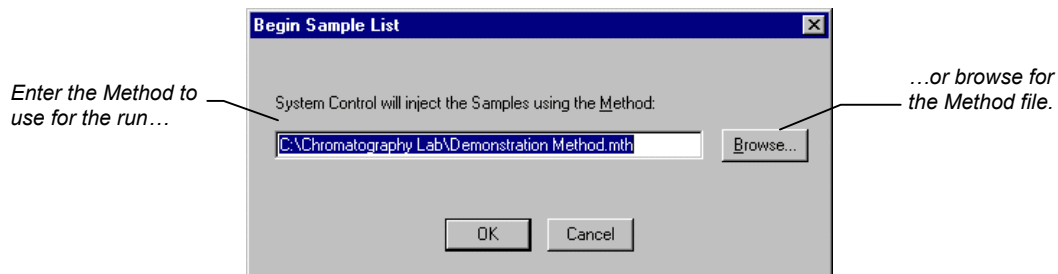 Begin Sample List
Enter the Method to
use for the run…
System Control will inject the Samples using the Method:
C:\Chromatography Lab\Demonstration Method.mth
Browse...
…or browse for
the Method file.
OK
Cancel